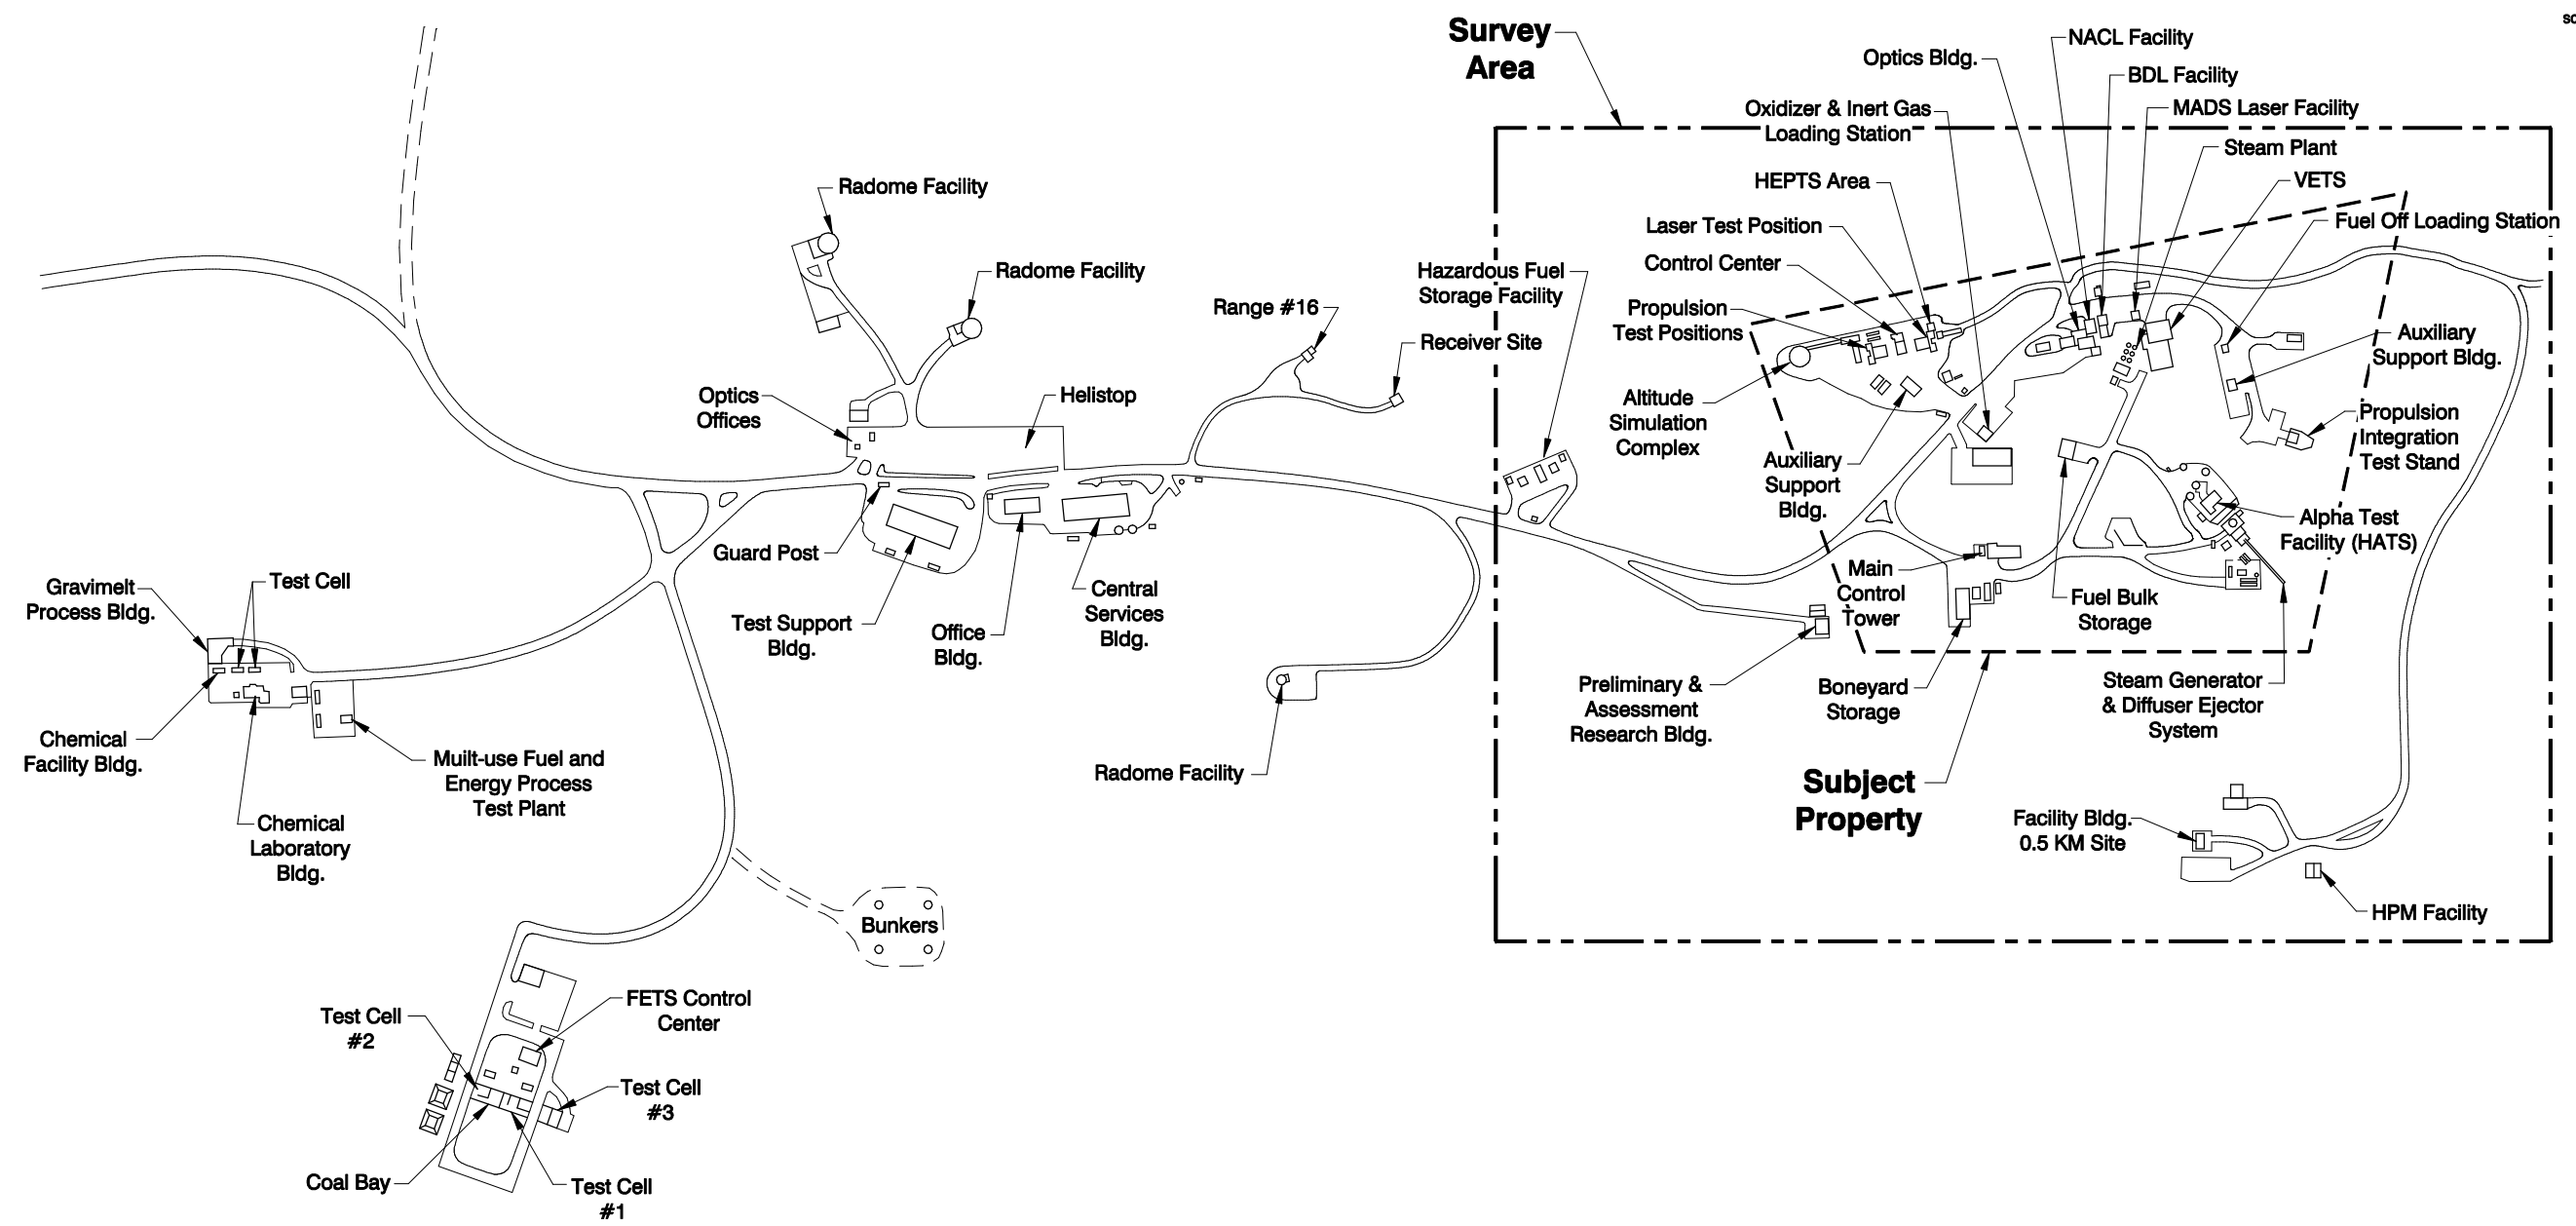 Survey
Area
NACL Facility
Optics Bldg.
BDL Facility
Oxidizer & Inert Gas
Loading Station
MADS Laser Facility
Steam Plant
HEPTS Area
VETS
Radome Facility
Laser Test Position
Fuel Off Loading Station
Control Center
Radome Facility
Hazardous Fuel
Storage Facility
Range #16
Propulsion
Test Positions
Receiver Site
Auxiliary
Support Bldg.
Optics
Offices
Helistop
Altitude
Simulation
Complex
Propulsion
Integration
Test Stand
Auxiliary
Support
Bldg.
Alpha Test
Facility (HATS)
Guard Post
Gravimelt
Process Bldg.
Test Cell
Main
Control
Tower
Central
Services
Bldg.
Fuel Bulk
Storage
Test Support
Bldg.
Office
Bldg.
Preliminary &
Assessment
Research Bldg.
Boneyard
Storage
Steam Generator
& Diffuser Ejector
System
Chemical
Facility Bldg.
Muilt-use Fuel and
Energy Process
Test Plant
Radome Facility
Subject
Property
Chemical
Laboratory
Bldg.
Facility Bldg.
0.5 KM Site
Bunkers
HPM Facility
FETS Control
Center
Test Cell
#2
Test Cell
#3
Coal Bay
Test Cell
#1